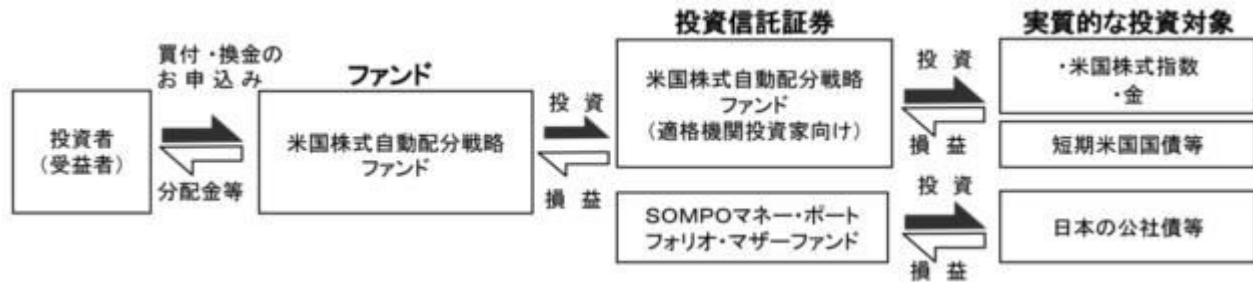 投資信託証券
実質的な投資対象
買付・換金の
お申込み
ファンド
投資者
(受益者)
分配金等
米国株式自動配分戦略
ファンド
投資
損益
米国株式自動配分戦略
ファンド
(適格機関投資家向け)
投資
損益
・米国株式指数
・金
短期米国国債等
SOMPOマネー・ポート
フォリオ・マザーファンド
投資
損益
日本の公社債等